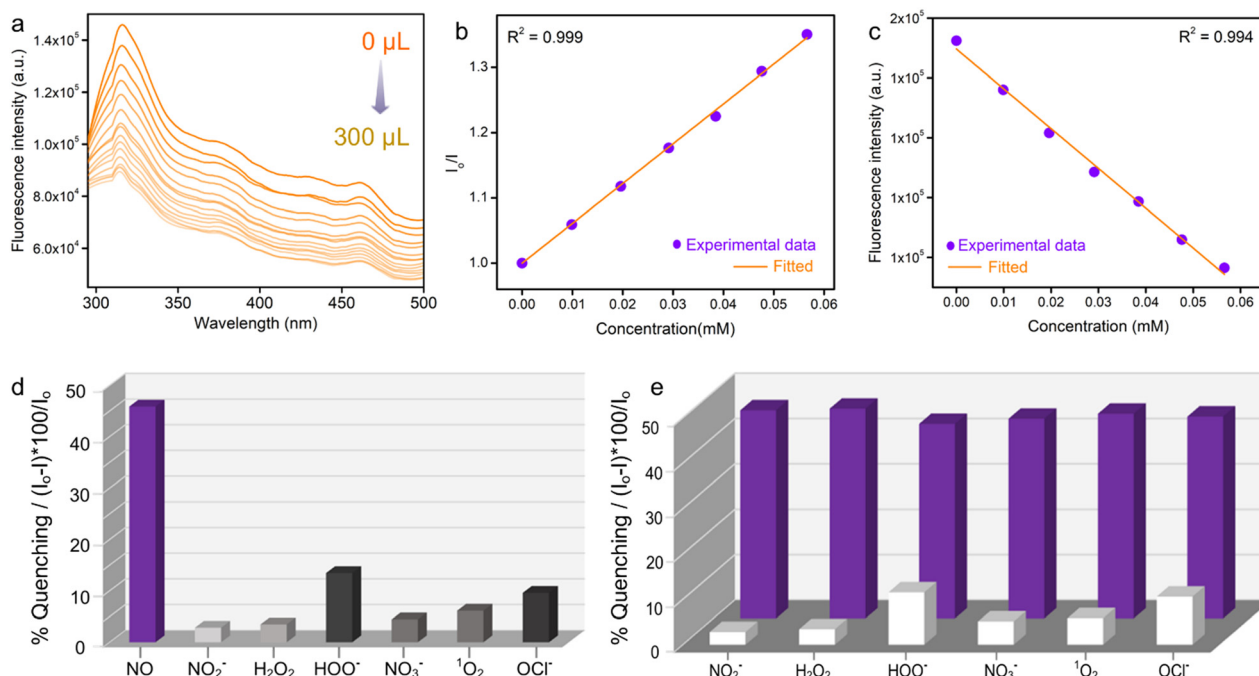 a
Fluorescence intensity (a.u.)
1.4x10⁵
1.2x10⁵
1.0x10⁵
8.0x10⁴
6.0x10⁴
0 µL
300 µL
300 350 400 450 500
Wavelength (nm)
b
R² = 0.999
I₀/I
1.3
1.2
1.1
1.0
Experimental data
Fitted
0.00 0.01 0.02 0.03 0.04 0.05 0.06
Concentration(mM)
c
R² = 0.994
Fluorescence intensity (a.u.)
2x10⁵
1x10⁵
1x10⁵
1x10⁵
1x10⁵
Experimental data
Fitted
0.00 0.01 0.02 0.03 0.04 0.05 0.06
Concentration (mM)
d
% Quenching / (I₀-I)*100/I₀
50
40
30
20
10
0
NO NO₂⁻ H₂O₂ HOO⁻ NO₃⁻ ¹O₂ OCl⁻
e
% Quenching / (I₀-I)*100/I₀
50
40
30
20
10
0
NO₂⁻ H₂O₂ HOO⁻ NO₃⁻ ¹O₂ OCl⁻